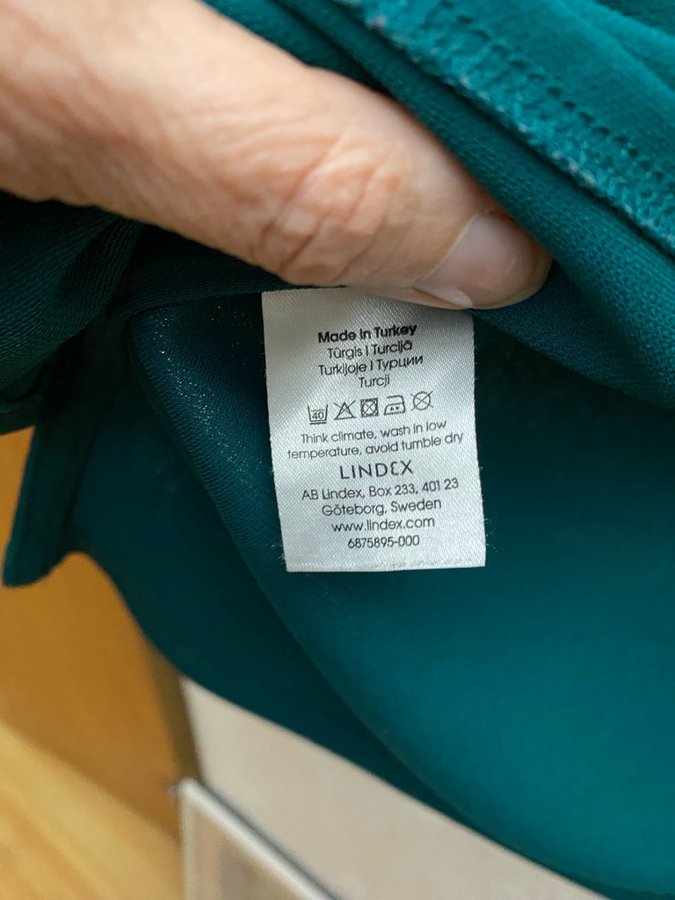 Made in Turkey
Türgis | Turcijā
Turkijoje | Турции
Turcji
40
Think climate, wash in low
temperature, avoid tumble dry
LINDEX
AB Lindex, Box 233, 401 23
Göteborg, Sweden
www.lindex.com
6875895-000